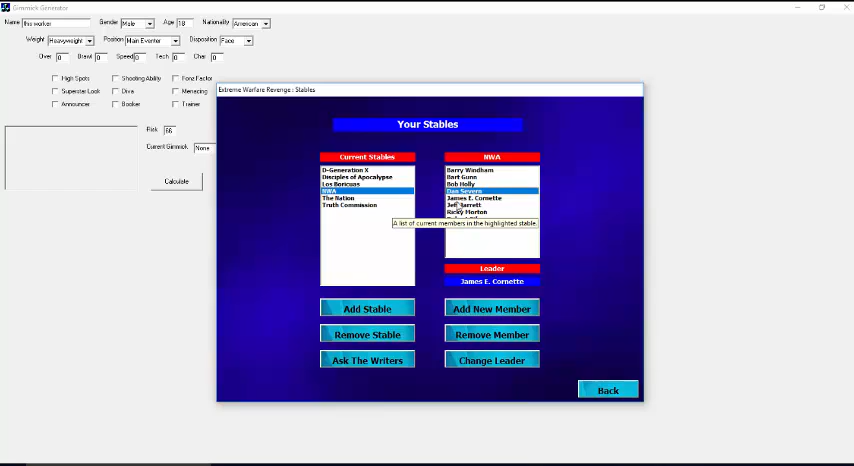 Gimmick Generator
Name this worker Gender Male Age 18 Nationality American
Weight Heavyweight Position Main Eventer Disposition Face
Over 0 Brawl 0 Speed 0 Tech 0 Char 0
High Spots Shooting Ability Fonz Factor
Superstar Look Diva Menacing
Announcer Booker Trainer
Risk 66
Current Gimmick None
Calculate
Extreme Warfare Revenge : Stables
Your Stables
Current Stables
D-Generation X
Disciples of Apocalypse
Los Boricuas
NWA
The Nation
Truth Commission
NWA
Barry Windham
Bart Gunn
Bob Holly
Dan Severn
James E. Cornette
Jeff Jarrett
Ricky Morton
A list of current members in the highlighted stable.
Leader
James E. Cornette
Add Stable
Add New Member
Remove Stable
Remove Member
Ask The Writers
Change Leader
Back